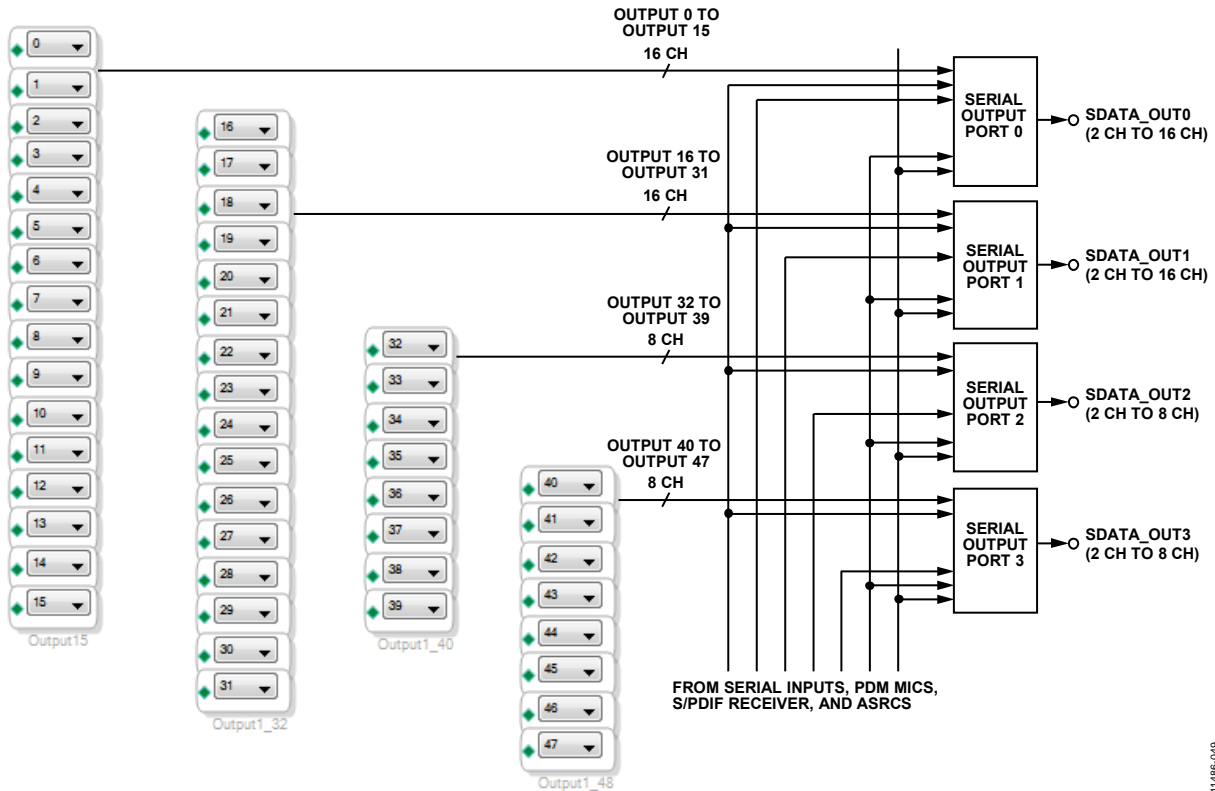 0
1
2
3
4
5
6
7
8
9
10
11
12
13
14
15
Output15
16
17
18
19
20
21
22
23
24
25
26
27
28
29
30
31
Output1_32
32
33
34
35
36
37
38
39
Output1_40
40
41
42
43
44
45
46
47
Output1_48
OUTPUT 0 TO
OUTPUT 15
16 CH
OUTPUT 16 TO
OUTPUT 31
16 CH
OUTPUT 32 TO
OUTPUT 39
8 CH
OUTPUT 40 TO
OUTPUT 47
8 CH
SERIAL
OUTPUT
PORT 0
SDATA_OUT0
(2 CH TO 16 CH)
SERIAL
OUTPUT
PORT 1
SDATA_OUT1
(2 CH TO 16 CH)
SERIAL
OUTPUT
PORT 2
SDATA_OUT2
(2 CH TO 8 CH)
SERIAL
OUTPUT
PORT 3
SDATA_OUT3
(2 CH TO 8 CH)
FROM SERIAL INPUTS, PDM MICS,
S/PDIF RECEIVER, AND ASRCS
11486-049